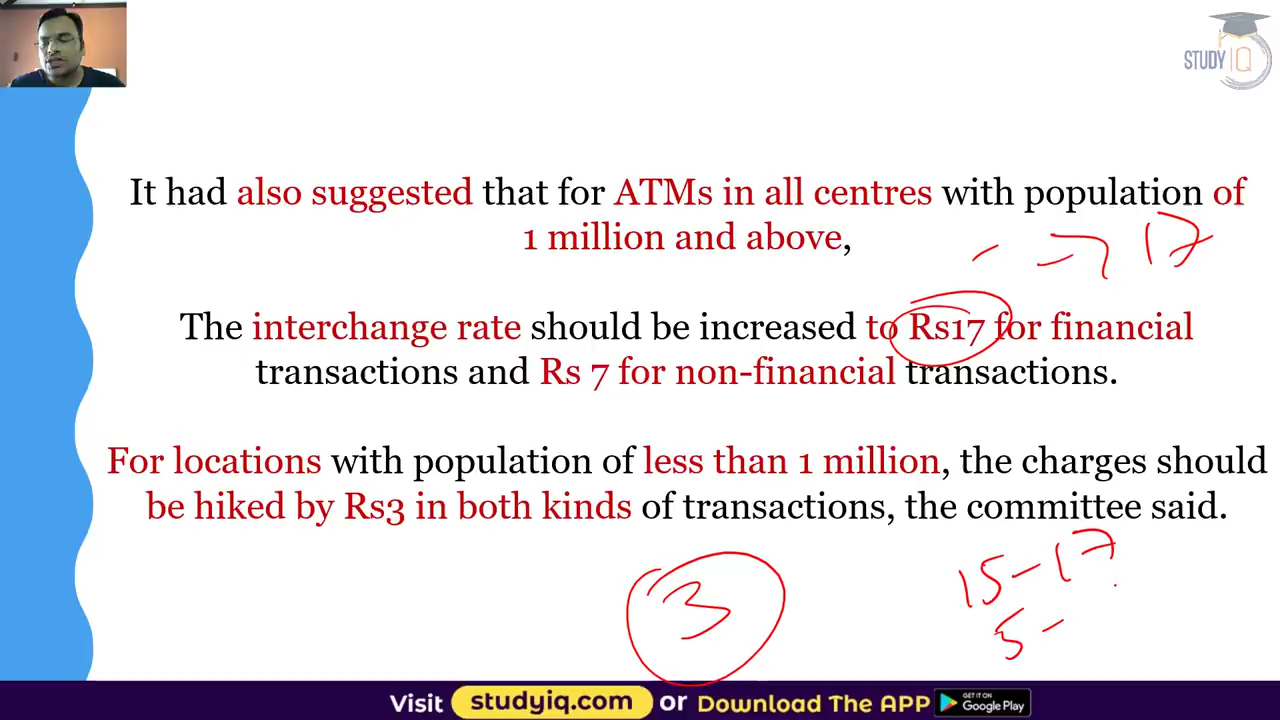 STUDY IQ
It had also suggested that for ATMs in all centres with population of
1 million and above,
17
The interchange rate should be increased to Rs17 for financial
transactions and Rs 7 for non-financial transactions.
For locations with population of less than 1 million, the charges should
be hiked by Rs3 in both kinds of transactions, the committee said.
15-17
3
5-
Visit studyiq.com or Download The APP GET IT ON Google Play